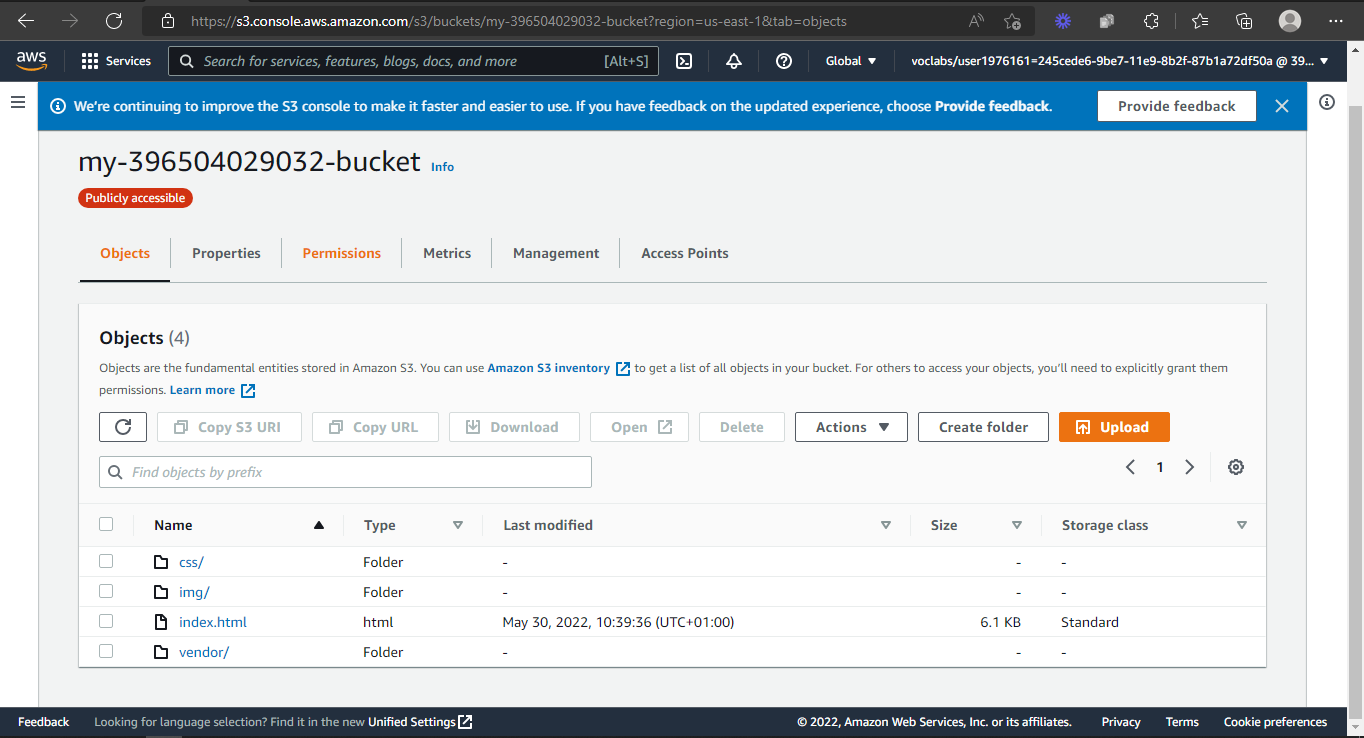 https://s3.console.aws.amazon.com/s3/buckets/my-396504029032-bucket?region=us-east-1&tab=objects
aws Services Search for services, features, blogs, docs, and more [Alt+S] Global voclabs/user1976161=245cede6-9be7-11e9-8b2f-87b1a72df50a @ 39...
We're continuing to improve the S3 console to make it faster and easier to use. If you have feedback on the updated experience, choose Provide feedback. Provide feedback
my-396504029032-bucket Info
Publicly accessible
Objects Properties Permissions Metrics Management Access Points
Objects (4)
Objects are the fundamental entities stored in Amazon S3. You can use Amazon S3 inventory to get a list of all objects in your bucket. For others to access your objects, you'll need to explicitly grant them
permissions. Learn more
Copy S3 URI Copy URL Download Open Delete Actions Create folder Upload
Find objects by prefix 1
Name Type Last modified Size Storage class
css/ Folder - - -
img/ Folder - - -
index.html html May 30, 2022, 10:39:36 (UTC+01:00) 6.1 KB Standard
vendor/ Folder - - -
Feedback Looking for language selection? Find it in the new Unified Settings © 2022, Amazon Web Services, Inc. or its affiliates. Privacy Terms Cookie preferences